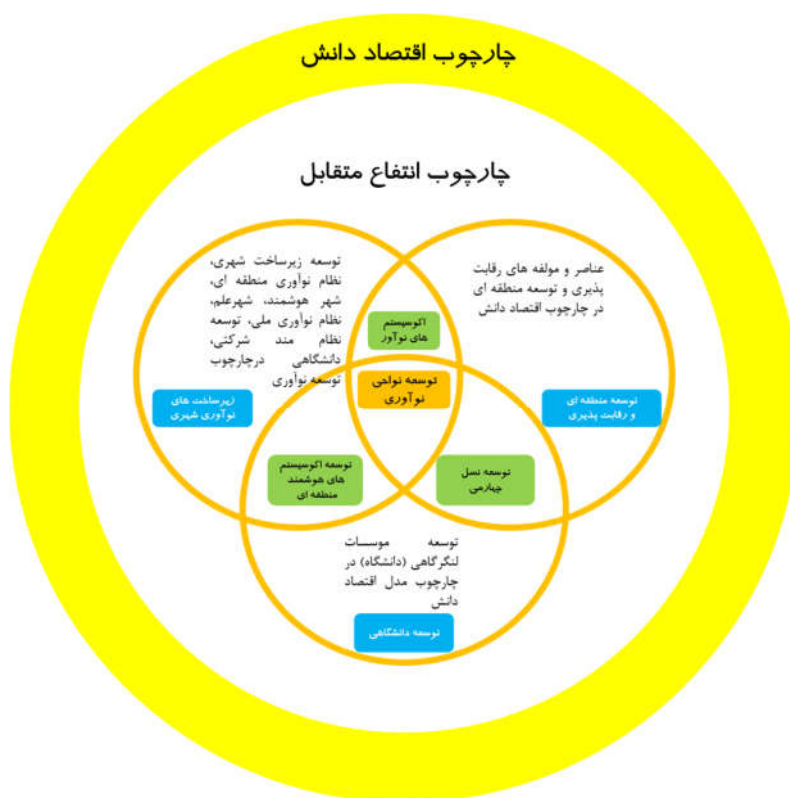 چارچوب اقتصاد دانش
چارچوب انتفاع متقابل
عناصر و مولفه های رقابت
پذیری و توسعه منطقه ای
در چارچوب اقتصاد دانش
توسعه زیرساخت شهری،
نظام نوآوری منطقه ای،
شهر هوشمند، شهرعلم،
نظام نوآوری ملی، توسعه
نظام مند شرکتی،
دانشگاهی درچارچوب
توسعه نوآوری
اکوسیستم
های نوآور
توسعه نواحی
نوآوری
توسعه منطقه ای
و رقابت پذیری
زیرساخت های
نوآوری شهری
توسعه نسل
چهارمی
توسعه اکوسیستم
های هوشمند
منطقه ای
توسعه موسسات
لنگرگاهی (دانشگاه) در
چارچوب مدل اقتصاد
دانش
توسعه دانشگاهی